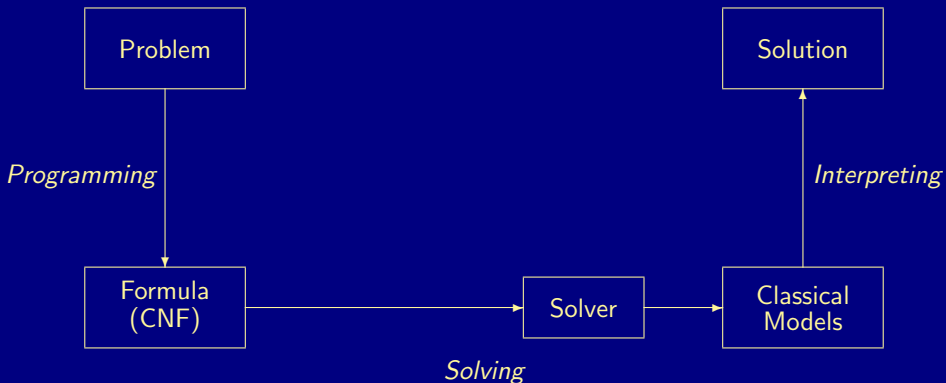 Problem
Solution
Programming
Interpreting
Formula
(CNF)
Solver
Classical
Models
Solving